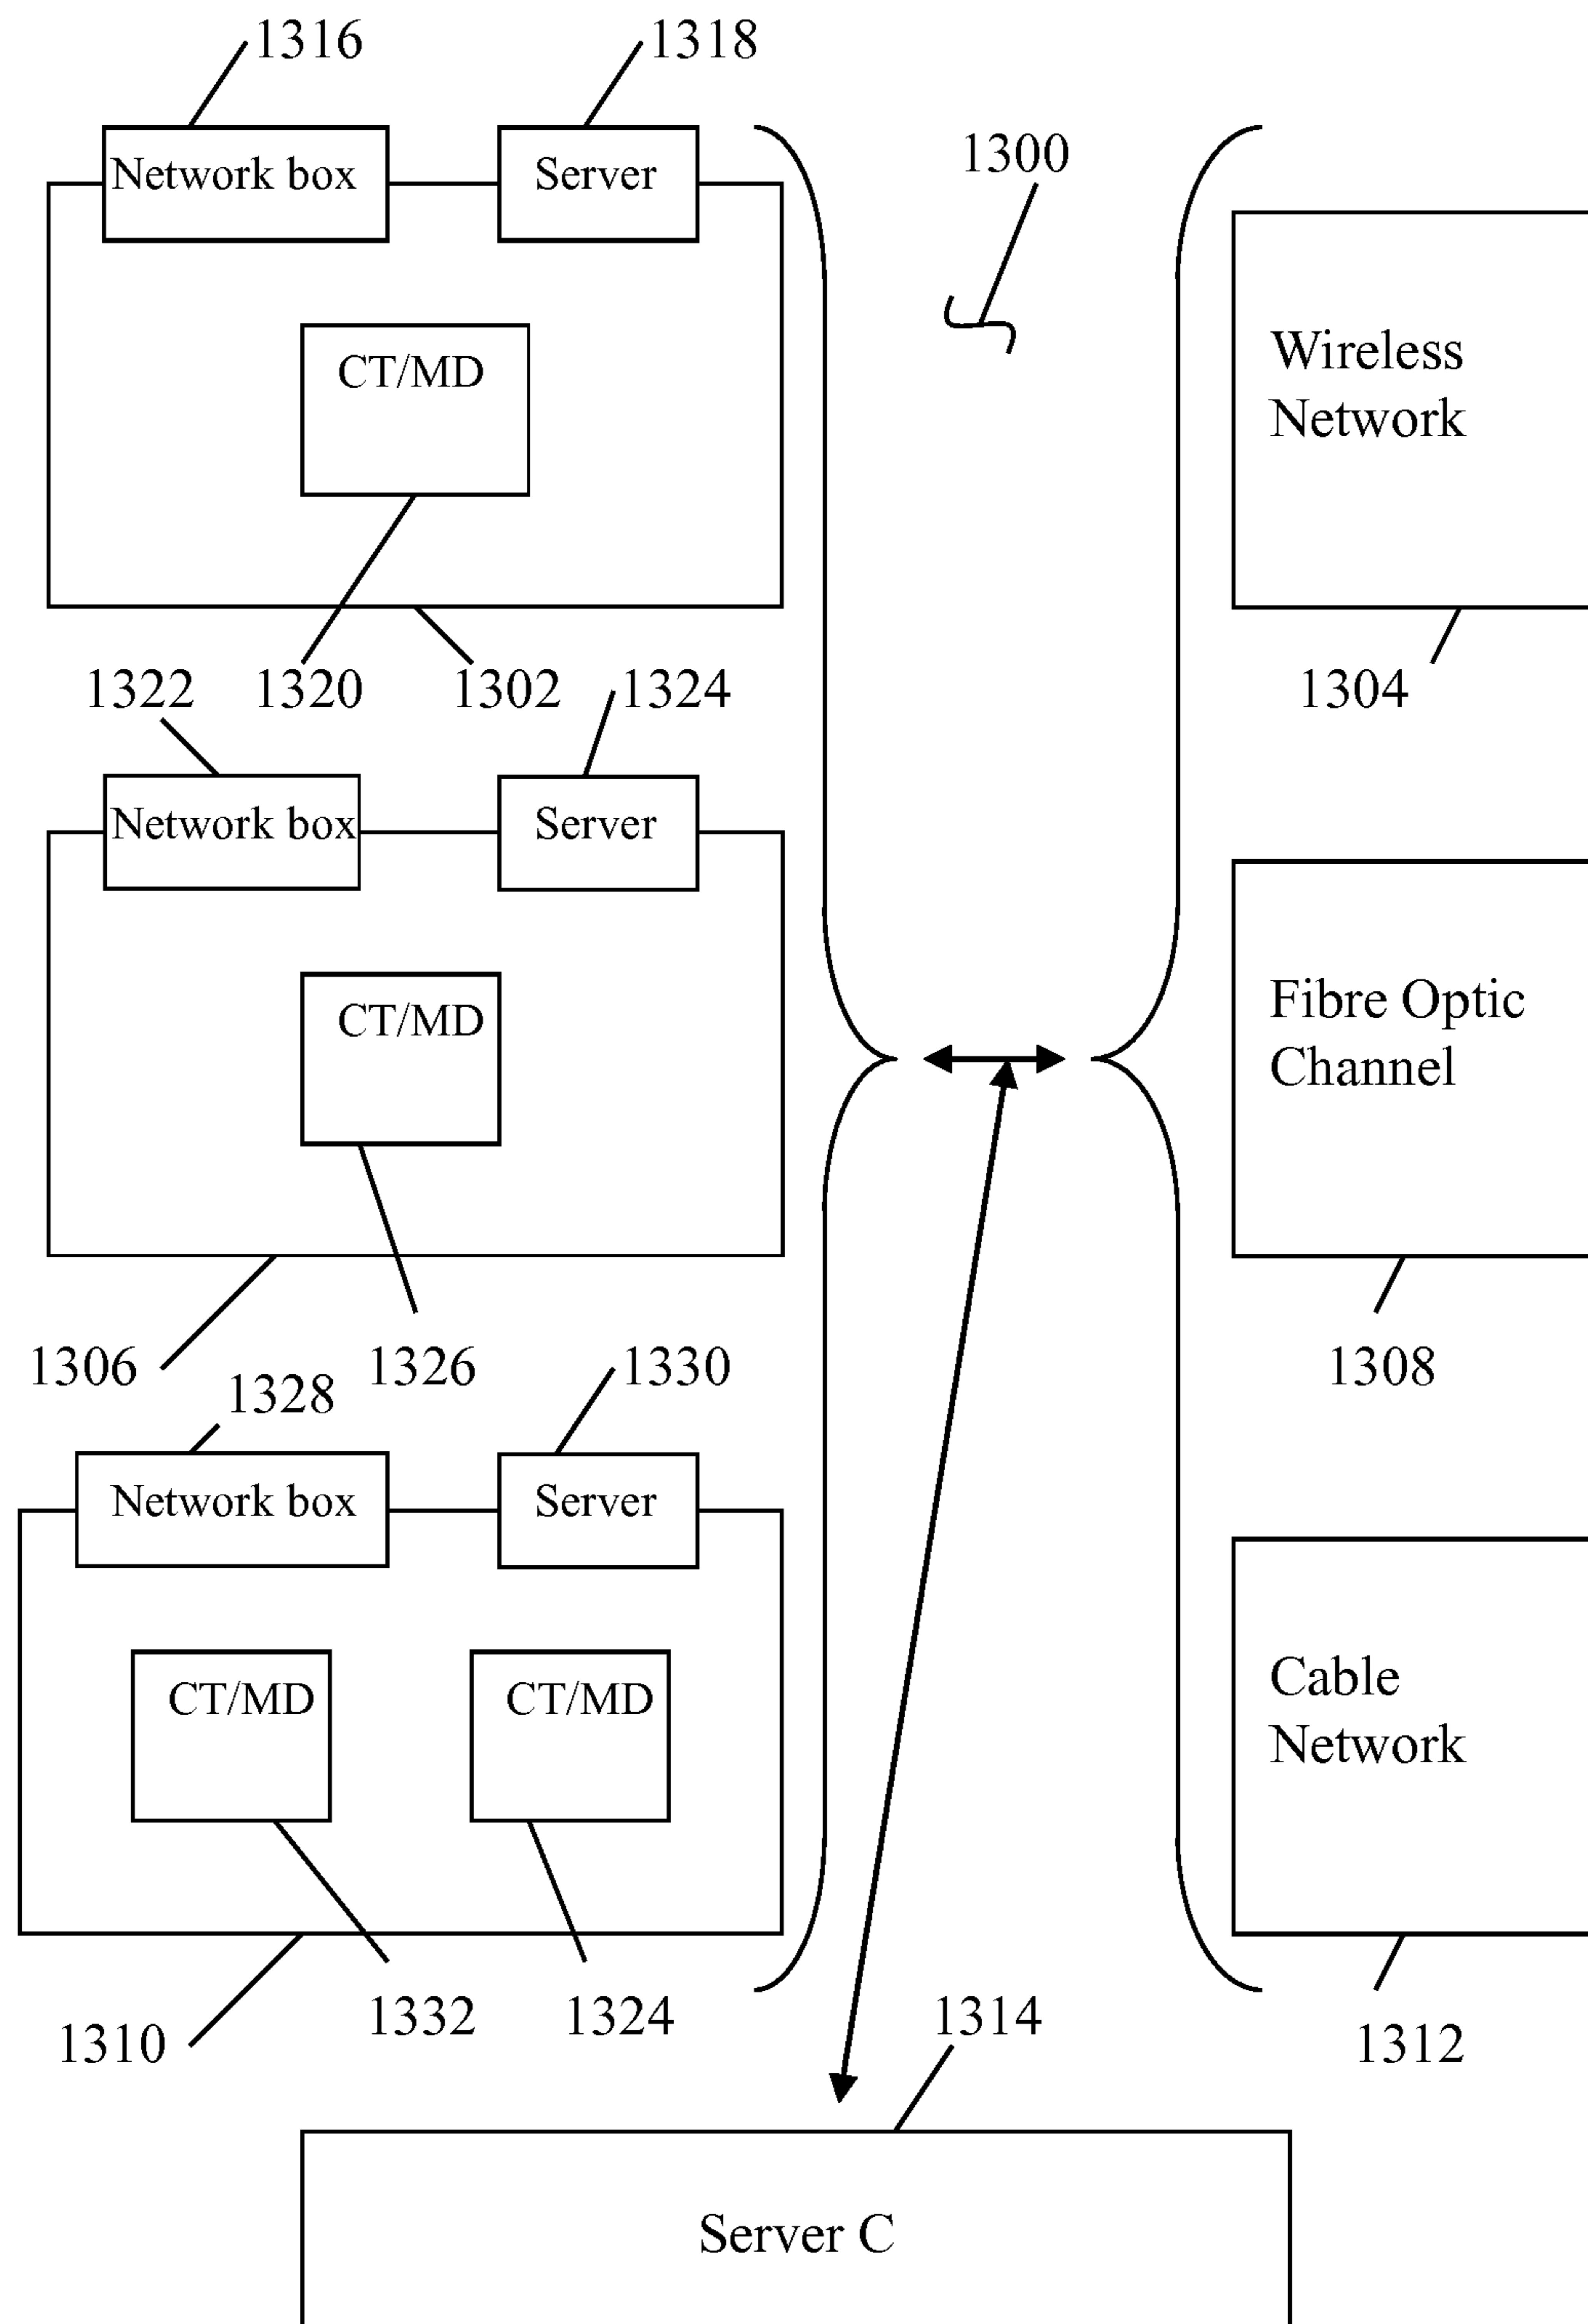 1316
1318
1300
Network box
Server
CT/MD
Wireless
Network
1322
1320
1302
1324
1304
Network box
Server
CT/MD
Fibre Optic
Channel
1306
1326
1330
1308
1328
Network box
Server
CT/MD
CT/MD
Cable
Network
1310
1332
1324
1314
1312
Server C